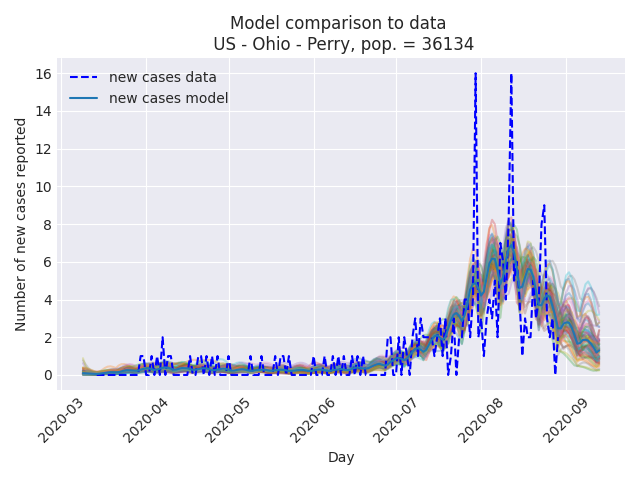 Model comparison to data
US - Ohio - Perry, pop. = 36134
new cases data
new cases model
Number of new cases reported
16
14
12
10
8
6
4
2
0
2020-03
2020-04
2020-05
2020-06
2020-07
2020-08
2020-09
Day